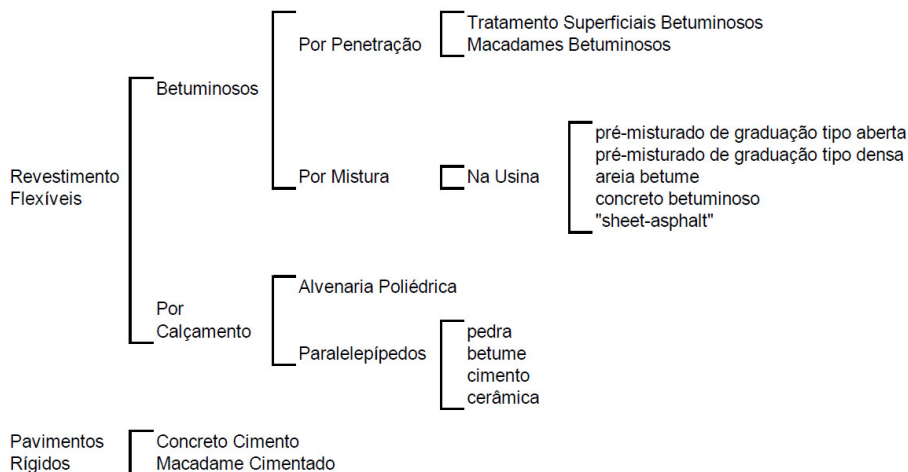 Tratamento Superficiais Betuminosos
Por Penetração
Macadames Betuminosos
Betuminosos
pré-misturado de graduação tipo aberta
pré-misturado de graduação tipo densa
Revestimento
Por Mistura
Na Usina
areia betume
Flexíveis
concreto betuminoso
"sheet-asphalt"
Alvenaria Poliédrica
Por
Calçamento
pedra
Paralelepípedos
betume
cimento
cerâmica
Pavimentos
Concreto Cimento
Rígidos
Macadame Cimentado